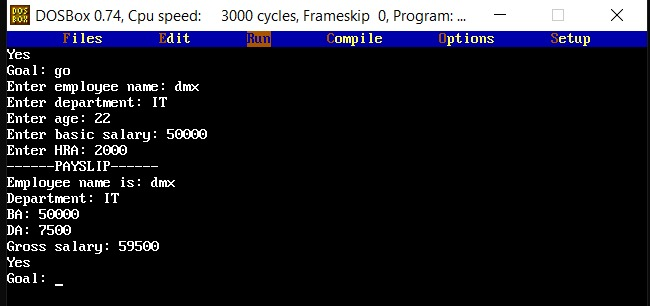 DOS BOX DOSBox 0.74, Cpu speed: 3000 cycles, Frameskip 0, Program: ...
Files Edit Run Compile Options Setup
Yes
Goal: go
Enter employee name: dmx
Enter department: IT
Enter age: 22
Enter basic salary: 50000
Enter HRA: 2000
------PAYSLIP------
Employee name is: dmx
Department: IT
BA: 50000
DA: 7500
Gross salary: 59500
Yes
Goal: _